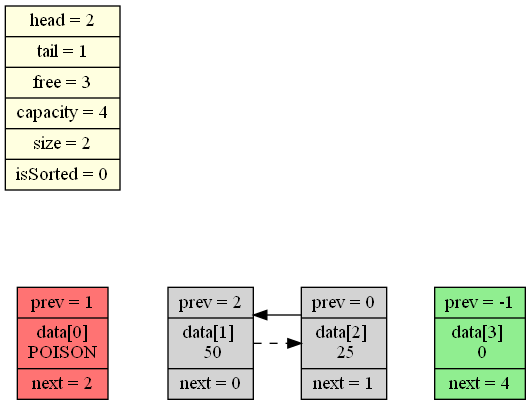 head = 2
tail = 1
free = 3
capacity = 4
size = 2
isSorted = 0
prev = 1
data[0]
POISON
next = 2
prev = 2
data[1]
50
next = 0
prev = 0
data[2]
25
next = 1
prev = -1
data[3]
0
next = 4